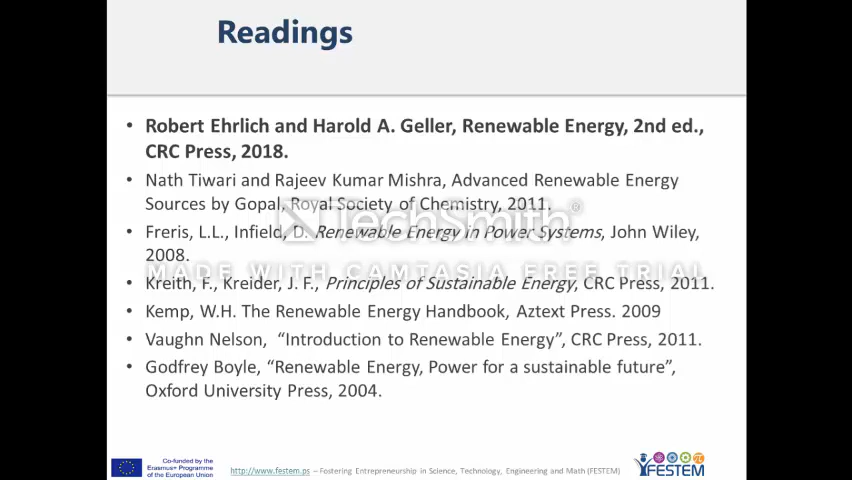 Readings
• Robert Ehrlich and Harold A. Geller, Renewable Energy, 2nd ed.,
CRC Press, 2018.
• Nath Tiwari and Rajeev Kumar Mishra, Advanced Renewable Energy
Sources by Gopal, Royal Society of Chemistry, 2011.
TechSmith®
• Freris, L.L., Infield, D. Renewable Energy in Power Systems, John Wiley,
2008.
MADE WITH CAMTASIA FREE TRIAL
• Kreith, F., Kreider, J. F., Principles of Sustainable Energy, CRC Press, 2011.
• Kemp, W.H. The Renewable Energy Handbook, Aztext Press. 2009
• Vaughn Nelson, “Introduction to Renewable Energy”, CRC Press, 2011.
• Godfrey Boyle, “Renewable Energy, Power for a sustainable future”,
Oxford University Press, 2004.
Co-funded by the
Erasmus+ Programme
of the European Union
http://www.festem.ps – Fostering Entrepreneurship in Science, Technology, Engineering and Math (FESTEM)
FESTEM